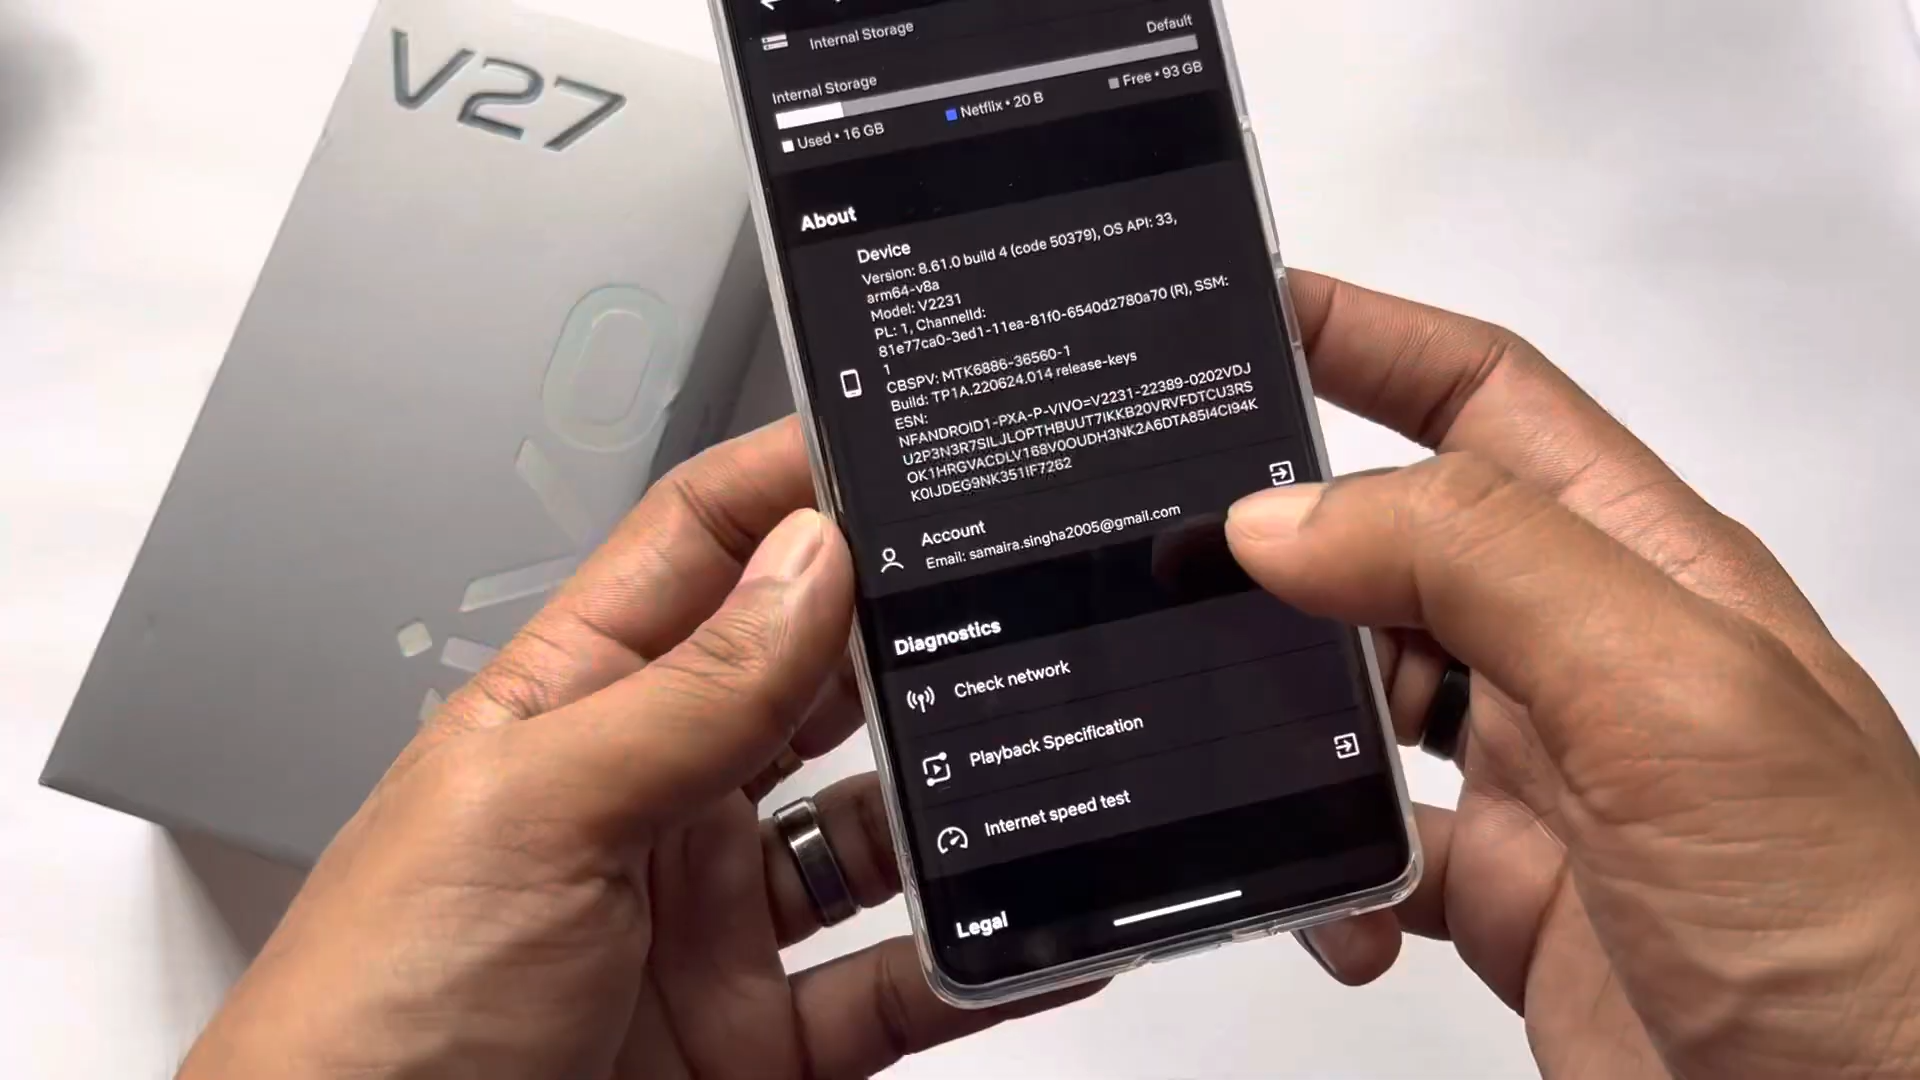 V27
Internal Storage
Default
Internal Storage
Used • 16 GB
Netflix • 20 B
Free • 93 GB
About
Device
Version: 8.61.0 build 4 (code 50379), OS API: 33,
arm64-v8a
Model: V2231
PL: 1, ChannelId:
81e77ca0-3ed1-11ea-81f0-6540d2780a70 (R), SSM:
1
CBSPV: MTK6886-36560-1
Build: TP1A.220624.014 release-keys
ESN:
NFANDROID1-PXA-P-VIVO=V2231-22389-0202VDJ
U2P3N3R7SILJLOPTHBUUT7IKKB20VRVFDTCU3RS
OK1HRGVACDLV168V0OUDH3NK2A6DTA85I4CI94K
K0IJDEG9NK351IF7262
Account
Email: samaira.singha2005@gmail.com
Diagnostics
Check network
Playback Specification
Internet speed test
Legal